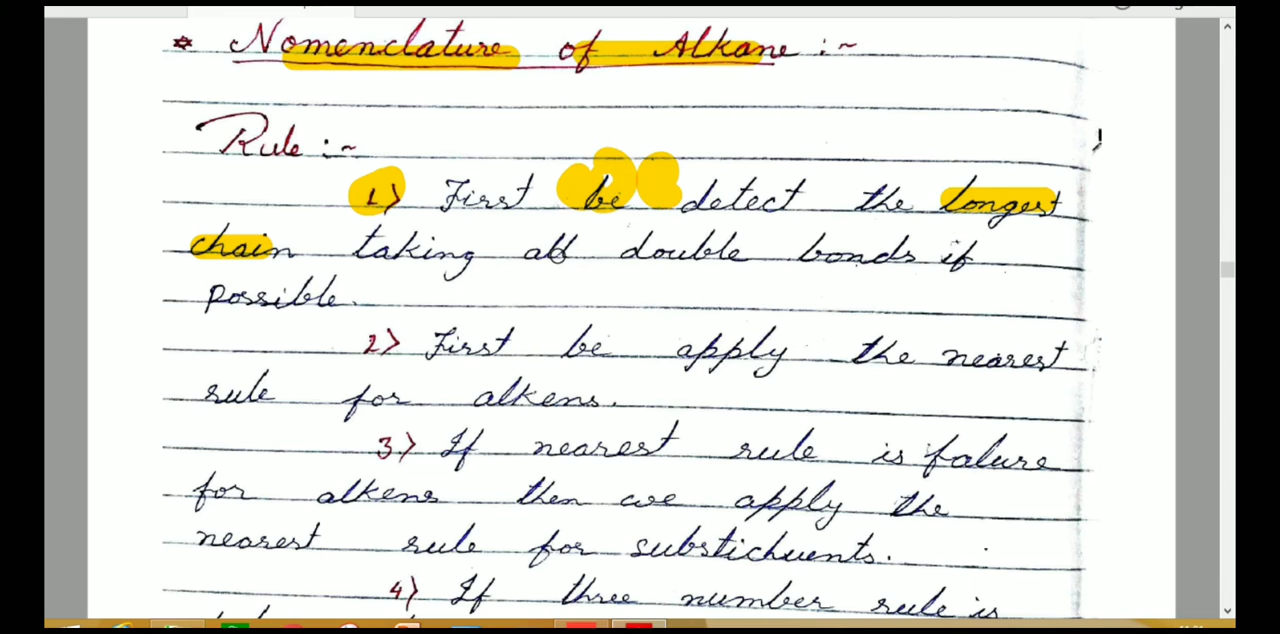 * Nomenclature of Alkane :~
Rule :~
1) First be detect the longest
chain taking all double bonds if
possible.
2) First be apply the nearest
rule for alkens.
3.) If nearest rule is falure
for alkens then we apply the
nearest rule for substichuents.
4) If three number rule is